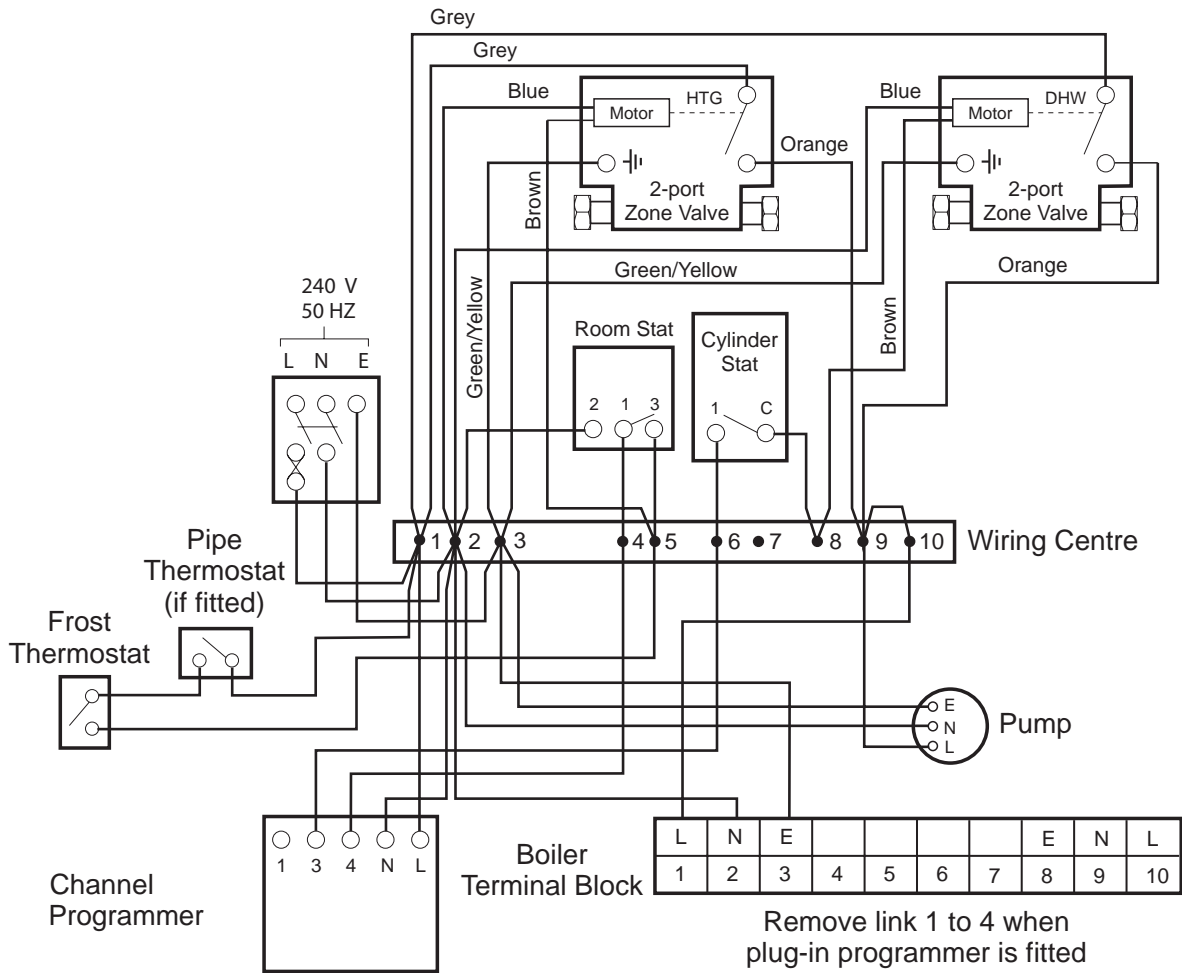 Grey
Grey
Blue
HTG
Motor
Orange
Brown
2-port
Zone Valve
Blue
DHW
Motor
2-port
Zone Valve
Green/Yellow
Orange
Green/Yellow
Brown
240 V
50 HZ
L N E
Room Stat
2 1 3
Cylinder
Stat
1 C
1 2 3 4 5 6 7 8 9 10
Wiring Centre
Pipe
Thermostat
(if fitted)
Frost
Thermostat
E
N
L
Pump
1 3 4 N L
Channel
Programmer
Boiler
Terminal Block
L N E E N L
1 2 3 4 5 6 7 8 9 10
Remove link 1 to 4 when
plug-in programmer is fitted